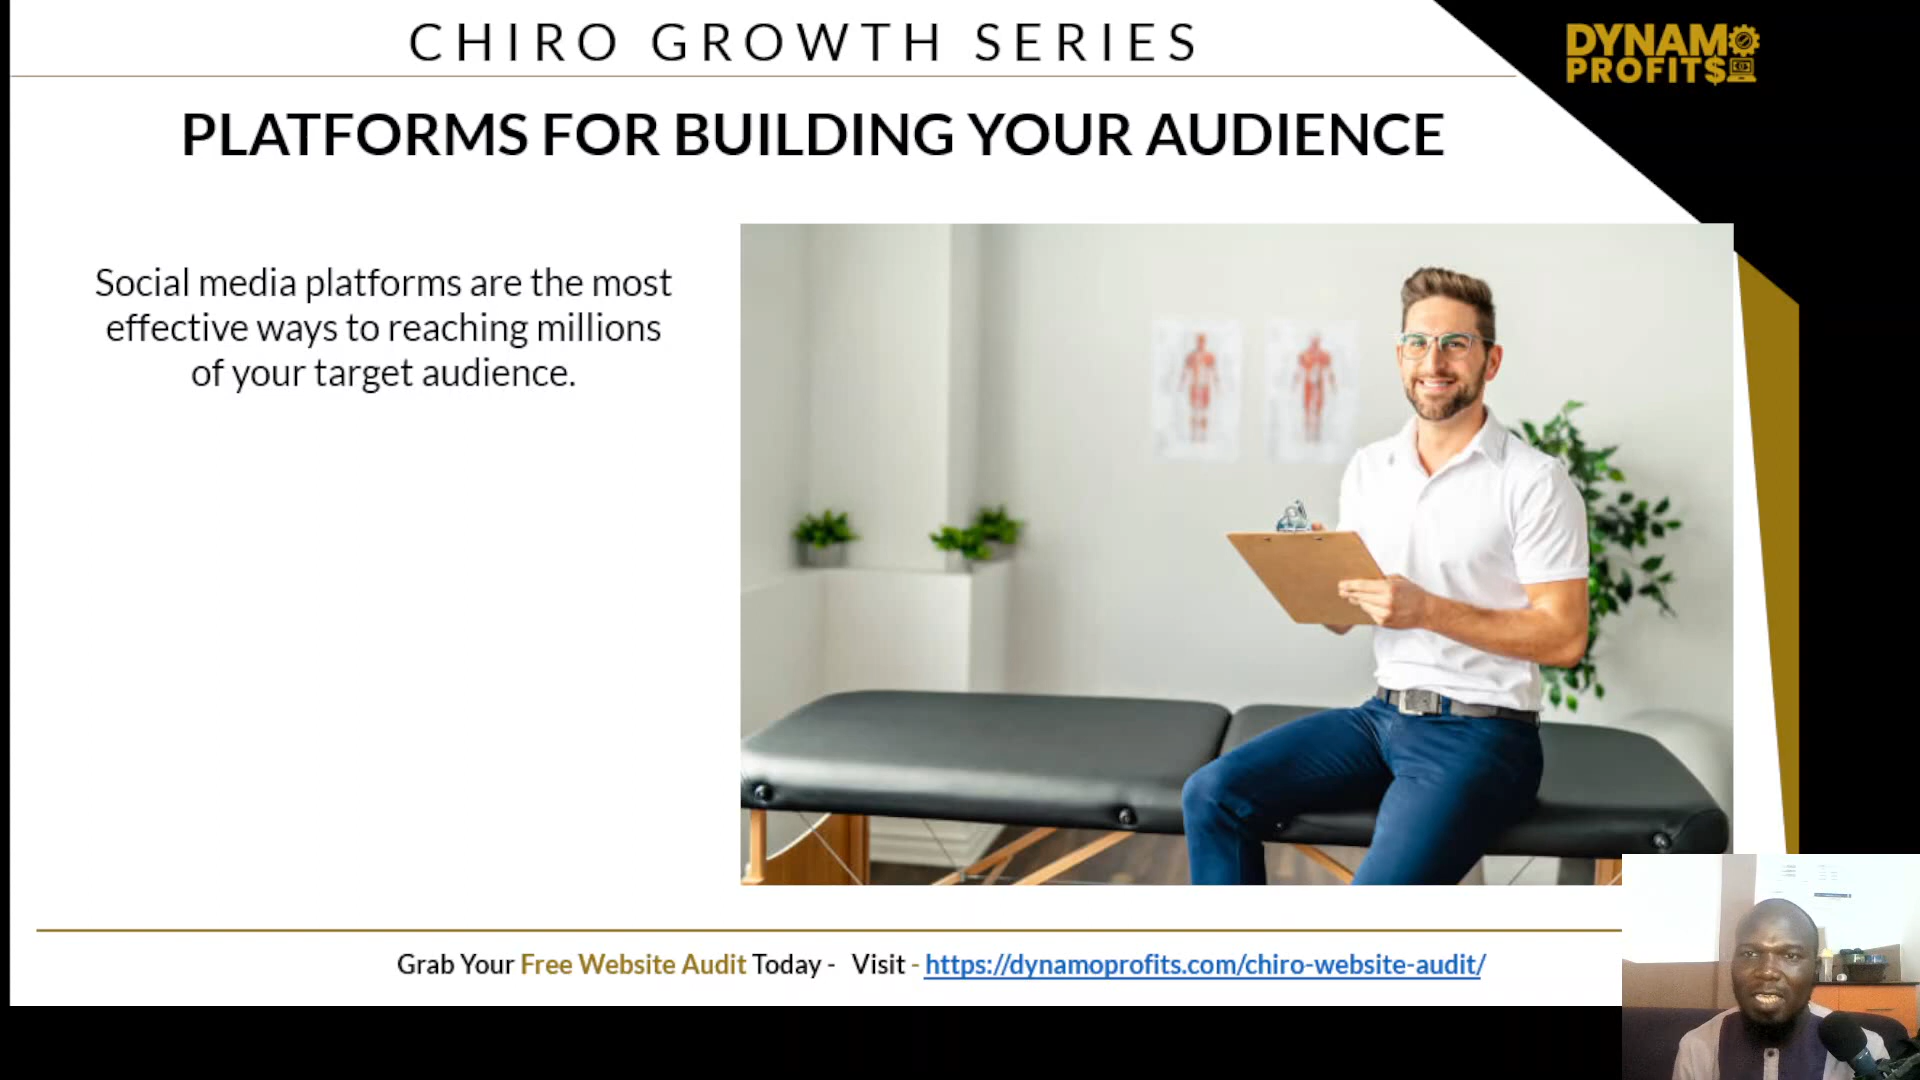 CHIRO GROWTH SERIES
DYNAMO
PROFIT$
PLATFORMS FOR BUILDING YOUR AUDIENCE
Social media platforms are the most
effective ways to reaching millions
of your target audience.
Grab Your Free Website Audit Today - Visit - https://dynamoprofits.com/chiro-website-audit/